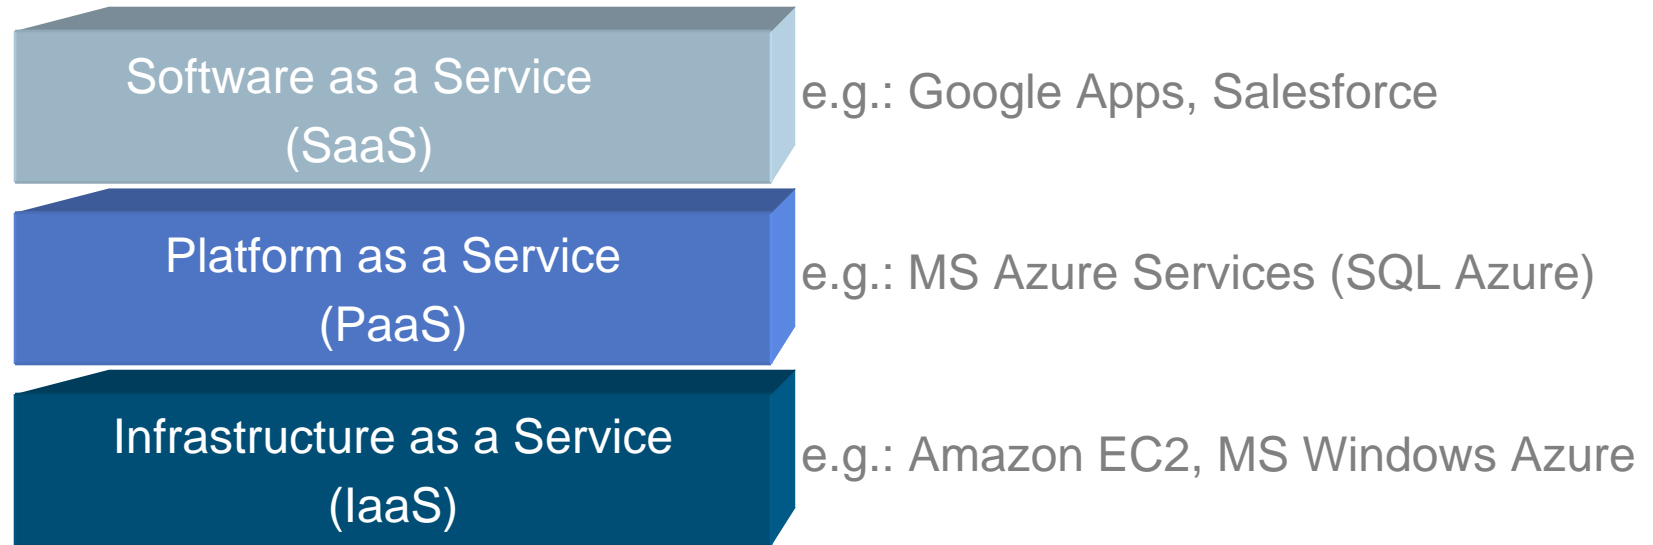 Software as a Service
(SaaS)
e.g.: Google Apps, Salesforce
Platform as a Service
(PaaS)
e.g.: MS Azure Services (SQL Azure)
Infrastructure as a Service
(IaaS)
e.g.: Amazon EC2, MS Windows Azure